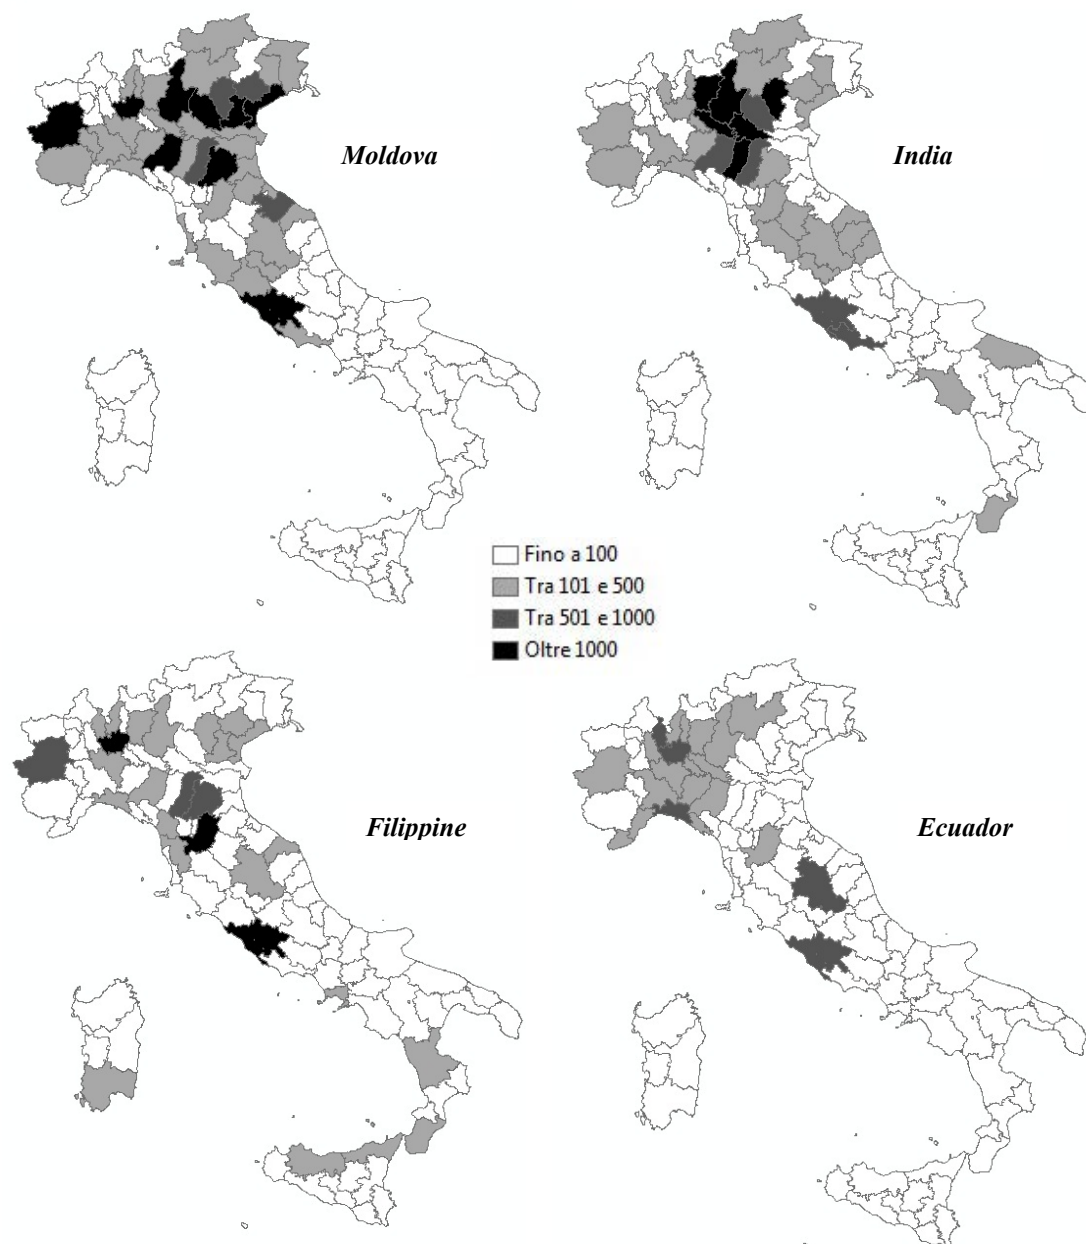 Moldova
India
Fino a 100
Tra 101 e 500
Tra 501 e 1000
Oltre 1000
Filippine
Ecuador